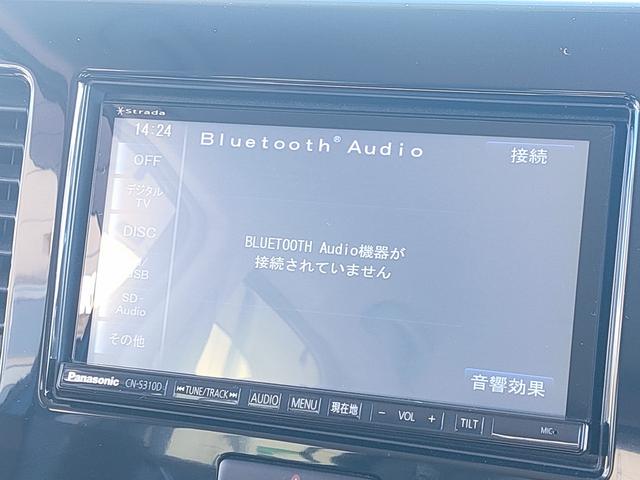 Strada
14:24
Bluetooth® Audio
接続
OFF
デジタル
TV
DISC
BLUETOOTH Audio機器が
接続されていません
USB
SD-
Audio
その他
音響効果
Panasonic CN-S310D
TUNE/TRACK
AUDIO
MENU
現在地
− VOL +
TILT
MIC